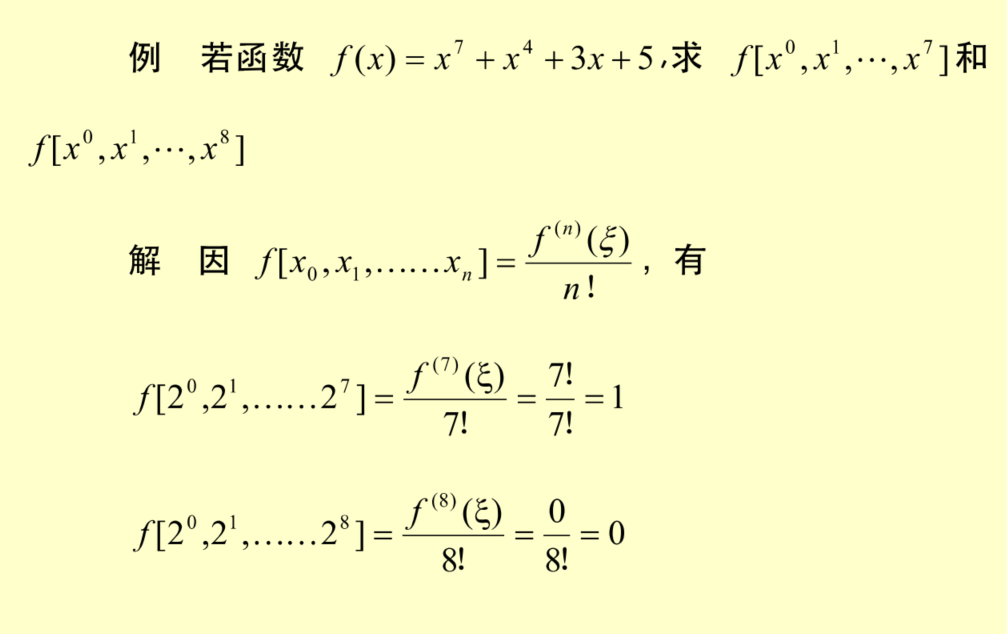 例 若函数 f(x) = x⁷ + x⁴ + 3x + 5,求 f[x⁰, x¹, ⋯, x⁷]和
f[x⁰, x¹, ⋯, x⁸]
解 因 f[x₀, x₁, ……xₙ] = f⁽ⁿ⁾(ξ) / n! , 有
f[2⁰, 2¹, ……2⁷] = f⁽⁷⁾(ξ) / 7! = 7! / 7! = 1
f[2⁰, 2¹, ……2⁸] = f⁽⁸⁾(ξ) / 8! = 0 / 8! = 0